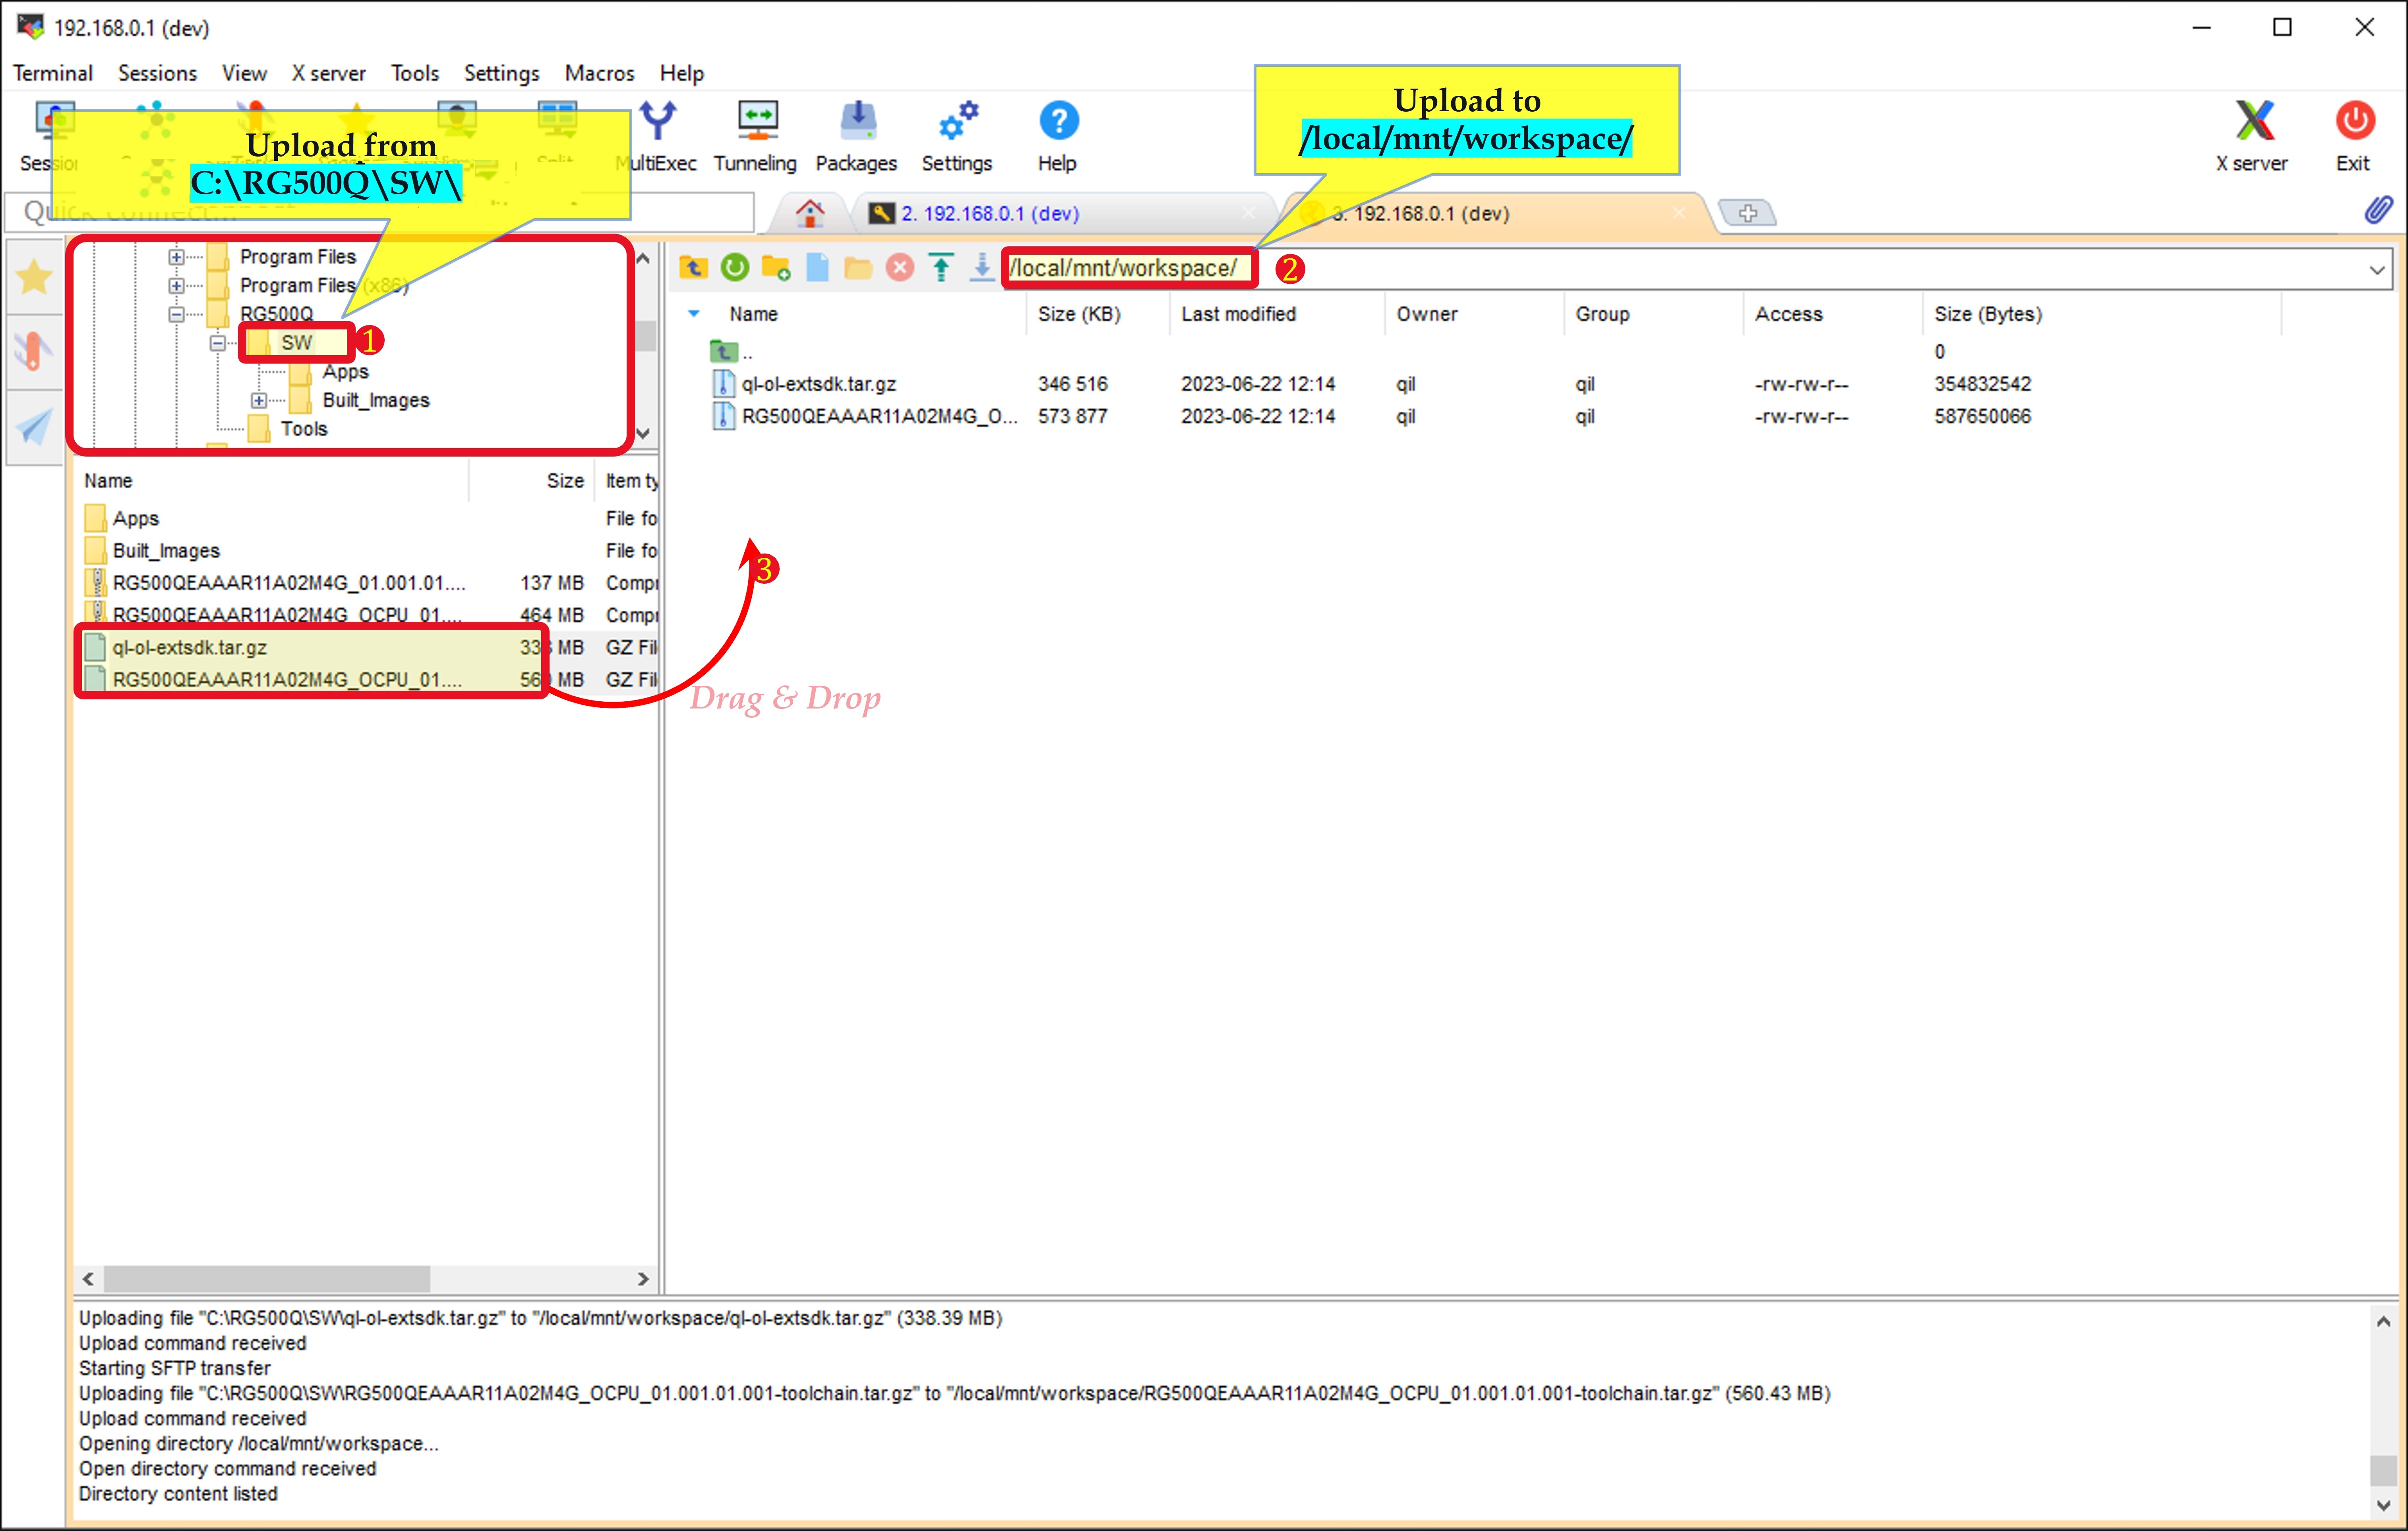 192.168.0.1 (dev)
Terminal Sessions View X server Tools Settings Macros Help
Upload from
C:\RG500Q\SW\
Upload to
/local/mnt/workspace/
MultiExec Tunneling Packages Settings Help X server Exit
2. 192.168.0.1 (dev) 3. 192.168.0.1 (dev)
Program Files
Program Files (x86)
RG500Q
SW 1
Apps
Built_Images
Tools
/local/mnt/workspace/ 2
Name Size (KB) Last modified Owner Group Access Size (Bytes)
.. 0
ql-ol-extsdk.tar.gz 346 516 2023-06-22 12:14 qil qil -rw-rw-r-- 354832542
RG500QEAAAR11A02M4G_O... 573 877 2023-06-22 12:14 qil qil -rw-rw-r-- 587650066
Name Size Item ty
Apps File fo
Built_Images File fo
RG500QEAAAR11A02M4G_01.001.01.... 137 MB Compr
RG500QEAAAR11A02M4G_OCPU_01.... 464 MB Compr
ql-ol-extsdk.tar.gz MB GZ Fil
RG500QEAAAR11A02M4G_OCPU_01.... MB GZ Fil
3
Drag & Drop
Uploading file "C:\RG500Q\SW\ql-ol-extsdk.tar.gz" to "/local/mnt/workspace/ql-ol-extsdk.tar.gz" (338.39 MB)
Upload command received
Starting SFTP transfer
Uploading file "C:\RG500Q\SW\RG500QEAAAR11A02M4G_OCPU_01.001.01.001-toolchain.tar.gz" to "/local/mnt/workspace/RG500QEAAAR11A02M4G_OCPU_01.001.01.001-toolchain.tar.gz" (560.43 MB)
Upload command received
Opening directory /local/mnt/workspace...
Open directory command received
Directory content listed